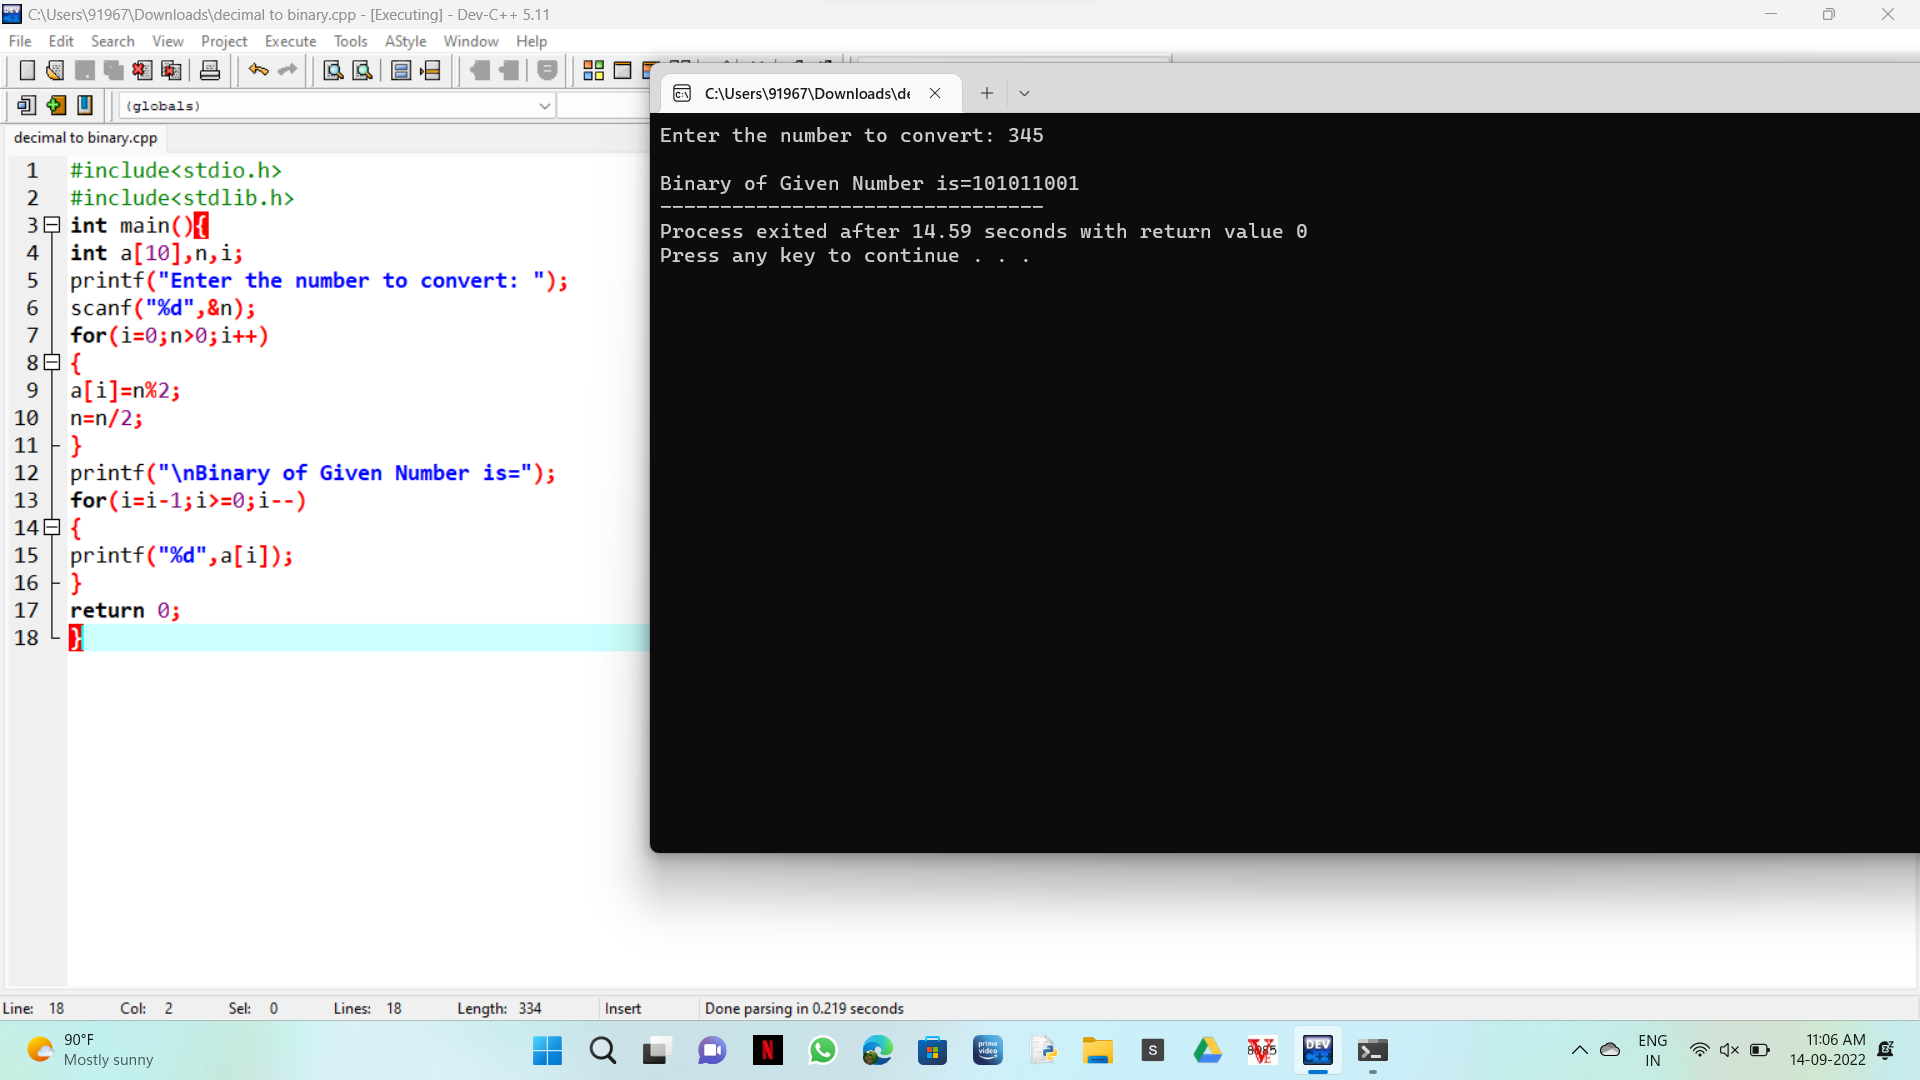 C:\Users\91967\Downloads\decimal to binary.cpp - [Executing] - Dev-C++ 5.11
File Edit Search View Project Execute Tools AStyle Window Help
(globals)
decimal to binary.cpp
1 #include<stdio.h>
2 #include<stdlib.h>
3 int main(){
4 int a[10],n,i;
5 printf("Enter the number to convert: ");
6 scanf("%d",&n);
7 for(i=0;n>0;i++)
8 {
9 a[i]=n%2;
10 n=n/2;
11 }
12 printf("\nBinary of Given Number is=");
13 for(i=i-1;i>=0;i--)
14 {
15 printf("%d",a[i]);
16 }
17 return 0;
18 }
C:\Users\91967\Downloads\de
Enter the number to convert: 345
Binary of Given Number is=101011001
--------------------------------
Process exited after 14.59 seconds with return value 0
Press any key to continue . . .
Line: 18 Col: 2 Sel: 0 Lines: 18 Length: 334 Insert Done parsing in 0.219 seconds
90°F
Mostly sunny
N
prime video
S
8085
DEV C++
ENG
IN
11:06 AM
14-09-2022